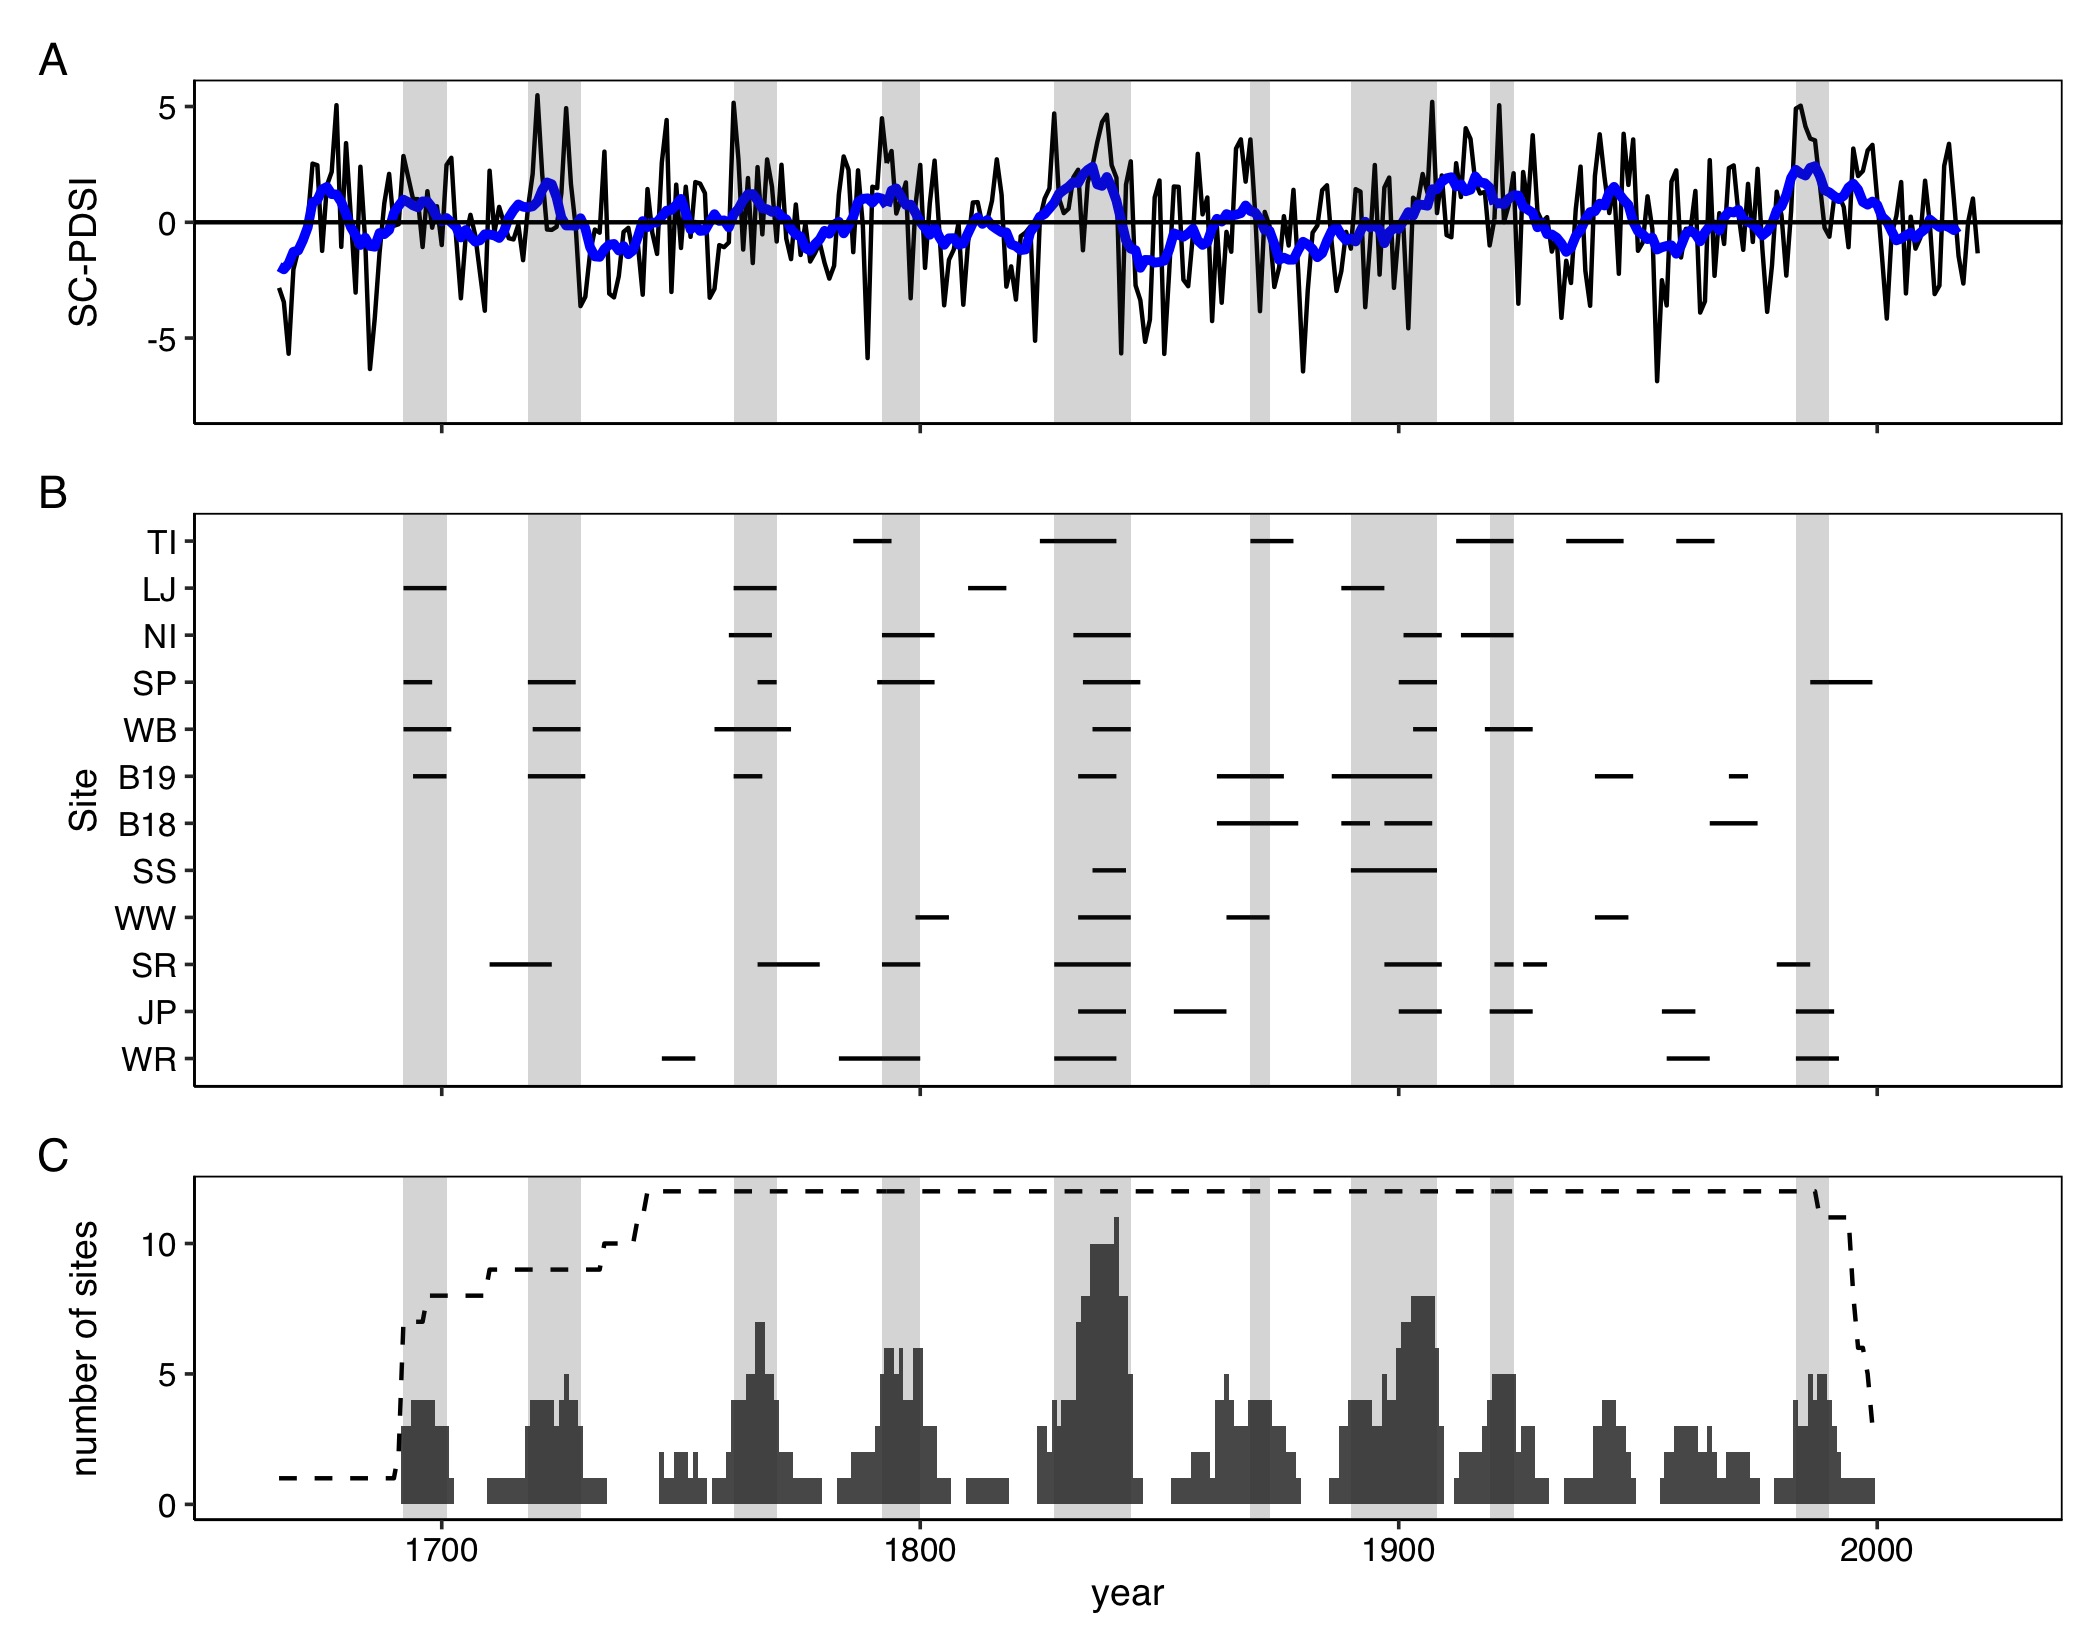 A
5
0
-5
SC-PDSI
B
TI
LJ
NI
SP
WB
B19
B18
SS
WW
SR
JP
WR
Site
C
10
5
0
number of sites
1700 1800 1900 2000
year